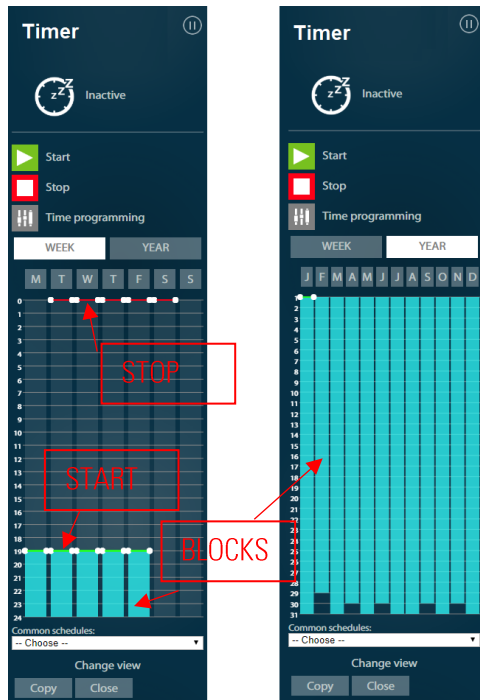 Timer
zZZ Inactive
Start
Stop
Time programming
WEEK YEAR
M T W T F S S
0
1
2
3
4
5
6
7
8
9
10
11
12
13
14
15
16
17
18
19
20
21
22
23
24
STOP
START
BLOCKS
Common schedules:
-- Choose --
Change view
Copy Close
Timer
zZZ Inactive
Start
Stop
Time programming
WEEK YEAR
J F M A M J J A S O N D
1
2
3
4
5
6
7
8
9
10
11
12
13
14
15
16
17
18
19
20
21
22
23
24
25
26
27
28
29
30
31
Common schedules:
-- Choose --
Change view
Copy Close